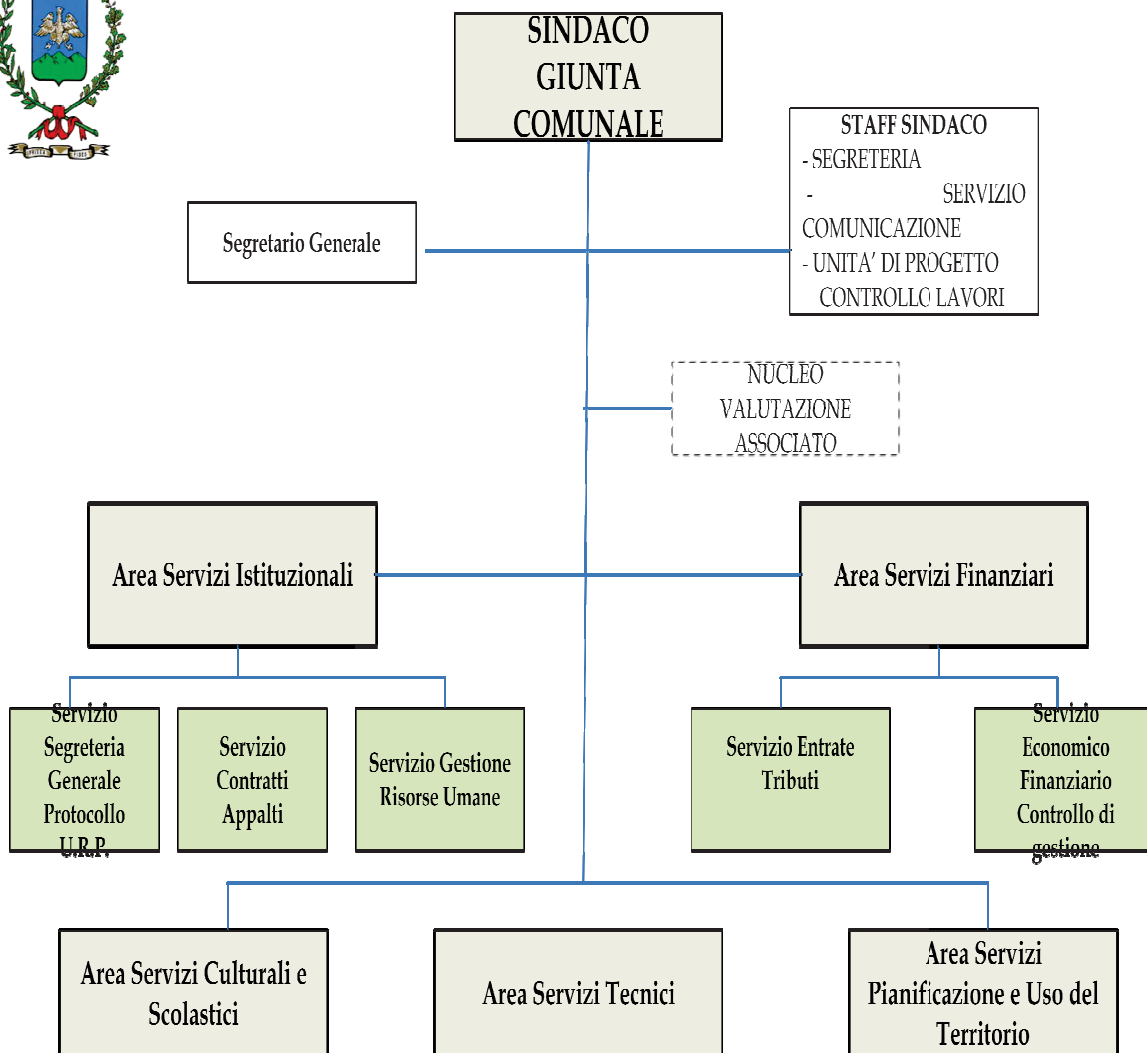 SINDACO
GIUNTA
COMUNALE
STAFF SINDACO
- SEGRETERIA
- SERVIZIO
COMUNICAZIONE
- UNITA’ DI PROGETTO
CONTROLLO LAVORI
Segretario Generale
NUCLEO
VALUTAZIONE
ASSOCIATO
Area Servizi Istituzionali
Area Servizi Finanziari
Servizio
Segreteria
Generale
Protocollo
U.R.P.
Servizio
Contratti
Appalti
Servizio Gestione
Risorse Umane
Servizio Entrate
Tributi
Servizio
Economico
Finanziario
Controllo di
gestione
Area Servizi Culturali e
Scolastici
Area Servizi Tecnici
Area Servizi
Pianificazione e Uso del
Territorio